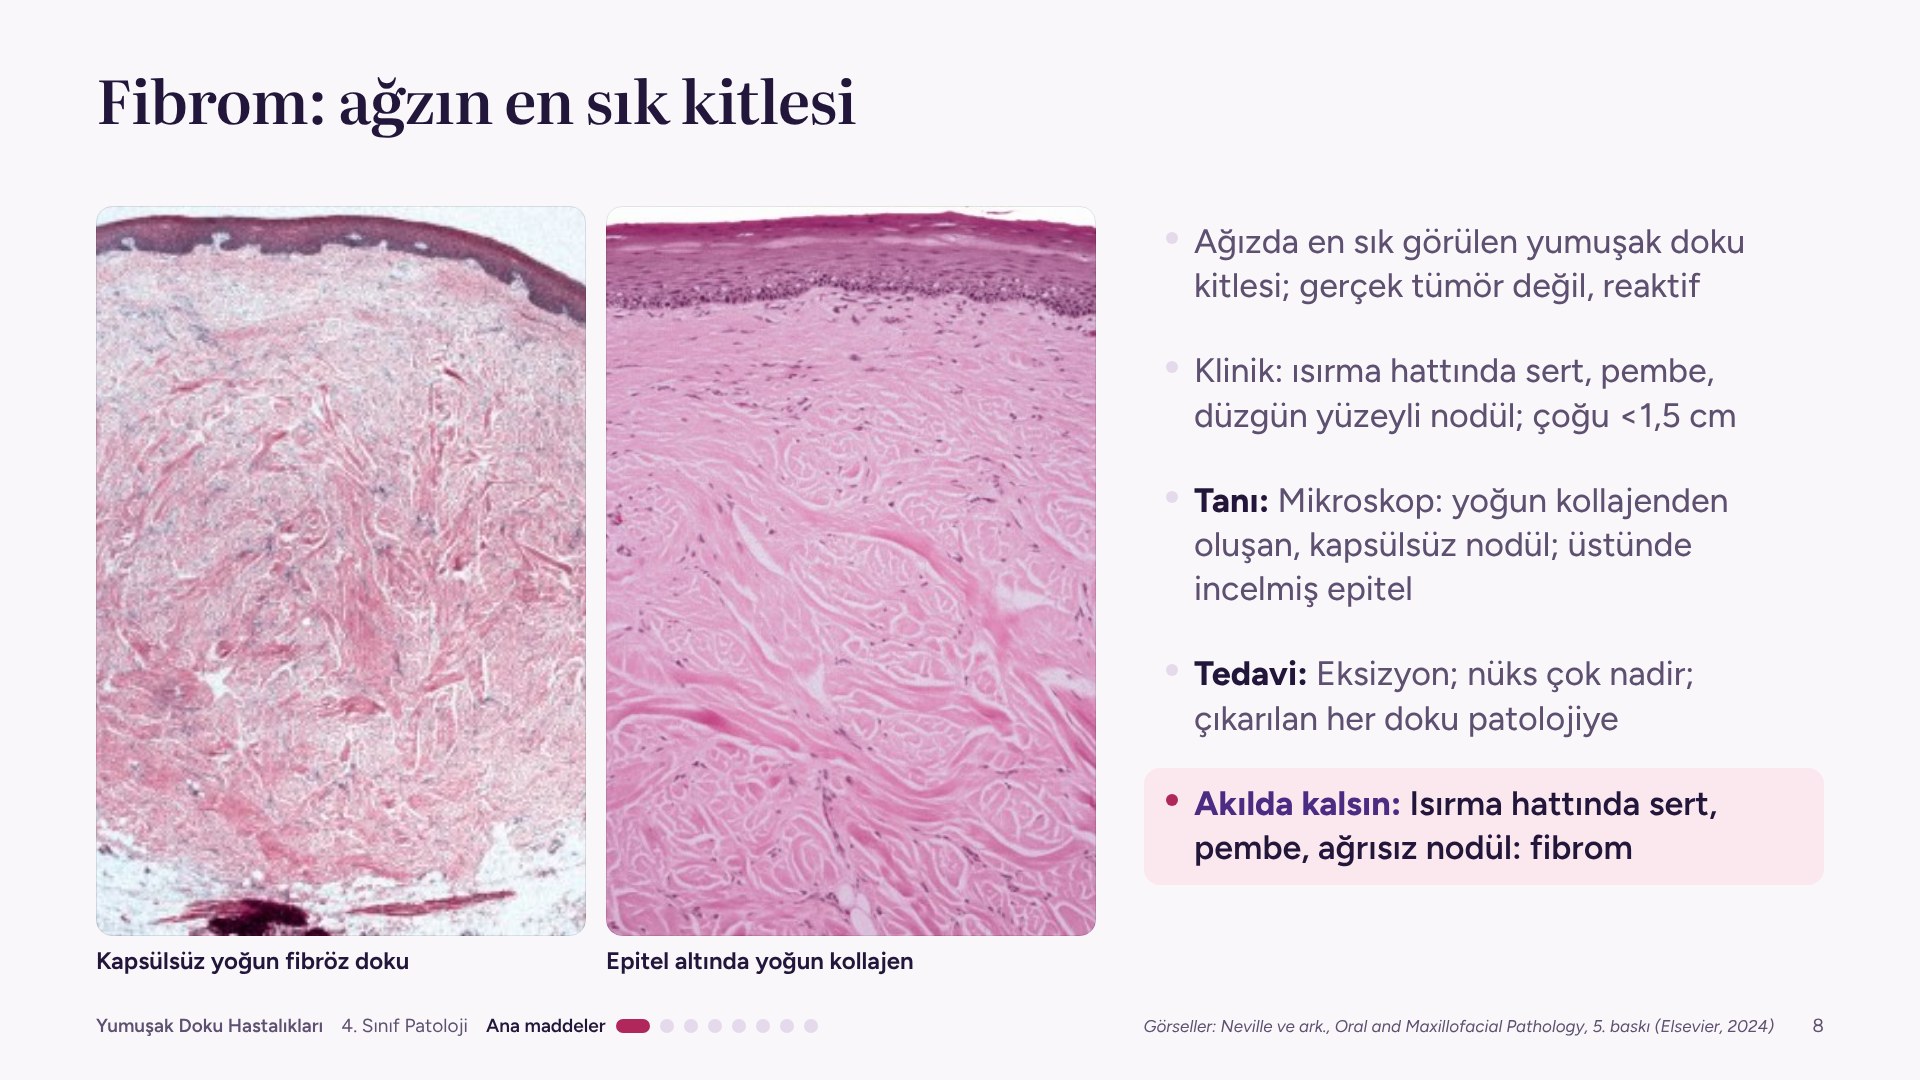 Fibrom: ağzın en sık kitlesi
Ağızda en sık görülen yumuşak doku
kitlesi; gerçek tümör değil, reaktif
Klinik: ısırma hattında sert, pembe,
düzgün yüzeyli nodül; çoğu <1,5 cm
Tanı: Mikroskop: yoğun kollajenden
oluşan, kapsülsüz nodül; üstünde
incelmiş epitel
Tedavi: Eksizyon; nüks çok nadir;
çıkarılan her doku patolojiye
Akılda kalsın: Isırma hattında sert,
pembe, ağrısız nodül: fibrom
Kapsülsüz yoğun fibröz doku
Epitel altında yoğun kollajen
Yumuşak Doku Hastalıkları 4. Sınıf Patoloji Ana maddeler
Görseller: Neville ve ark., Oral and Maxillofacial Pathology, 5. baskı (Elsevier, 2024) 8